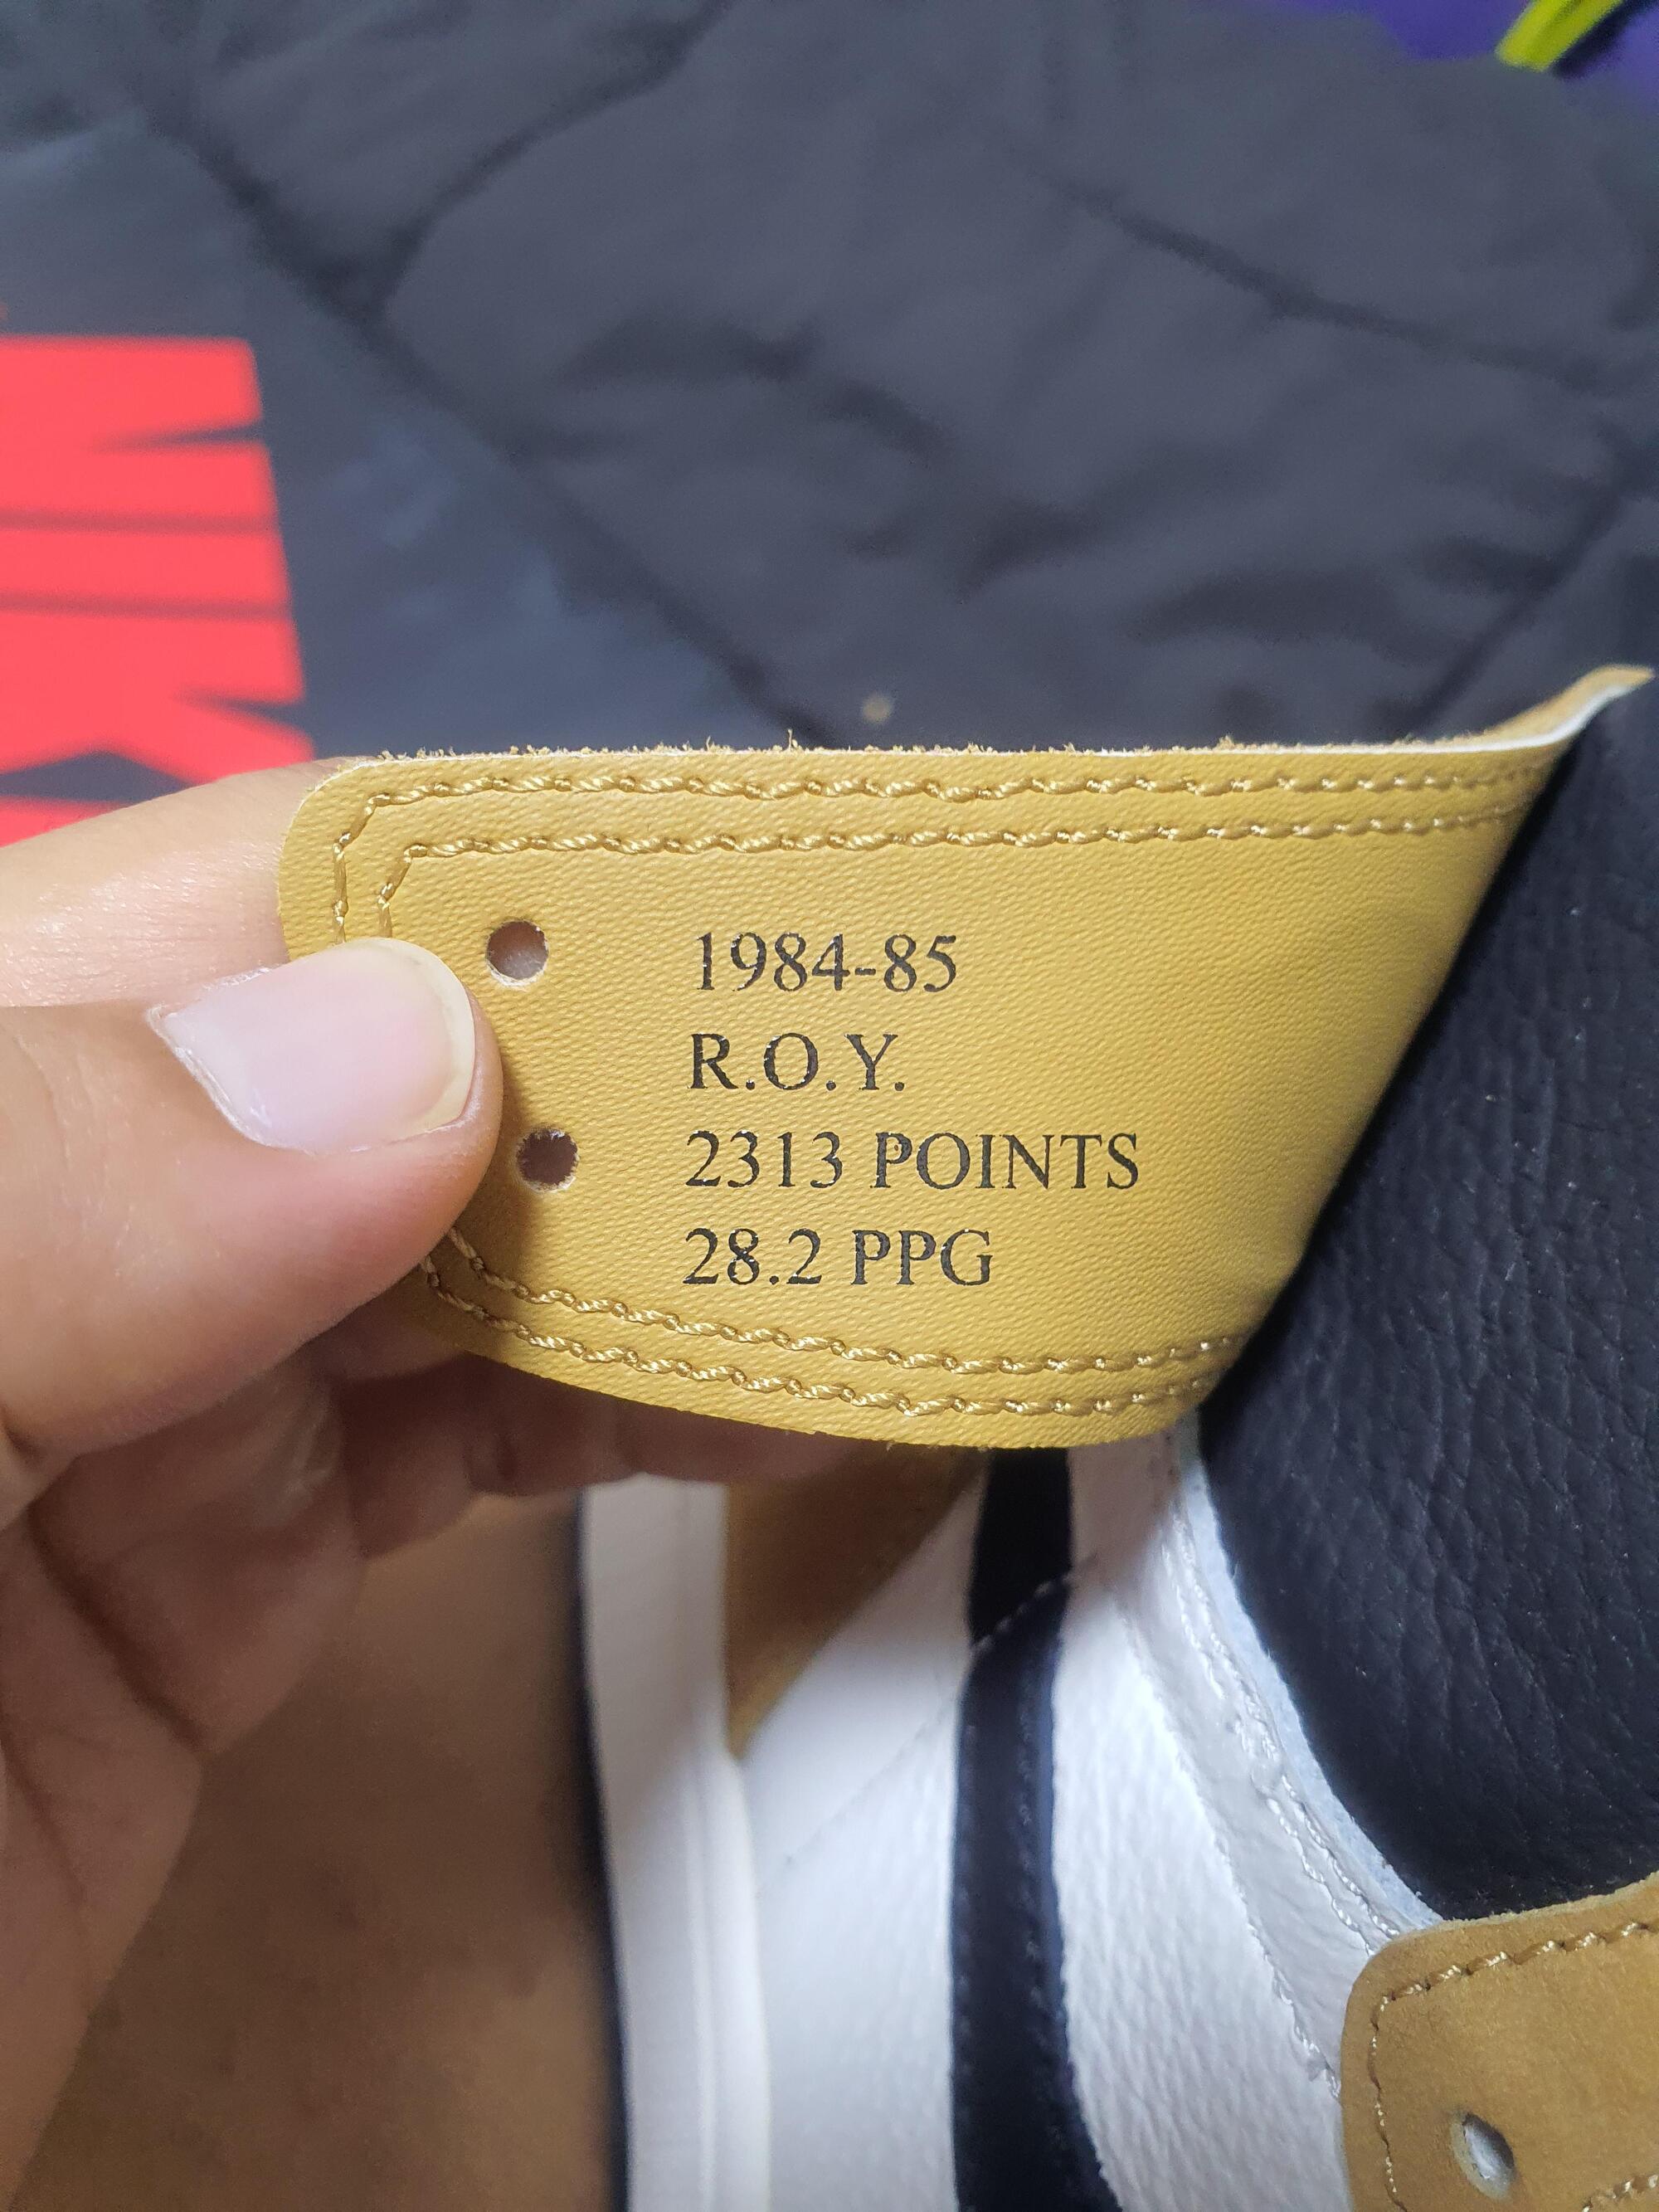 1984-85
R.O.Y.
2313 POINTS
28.2 PPG